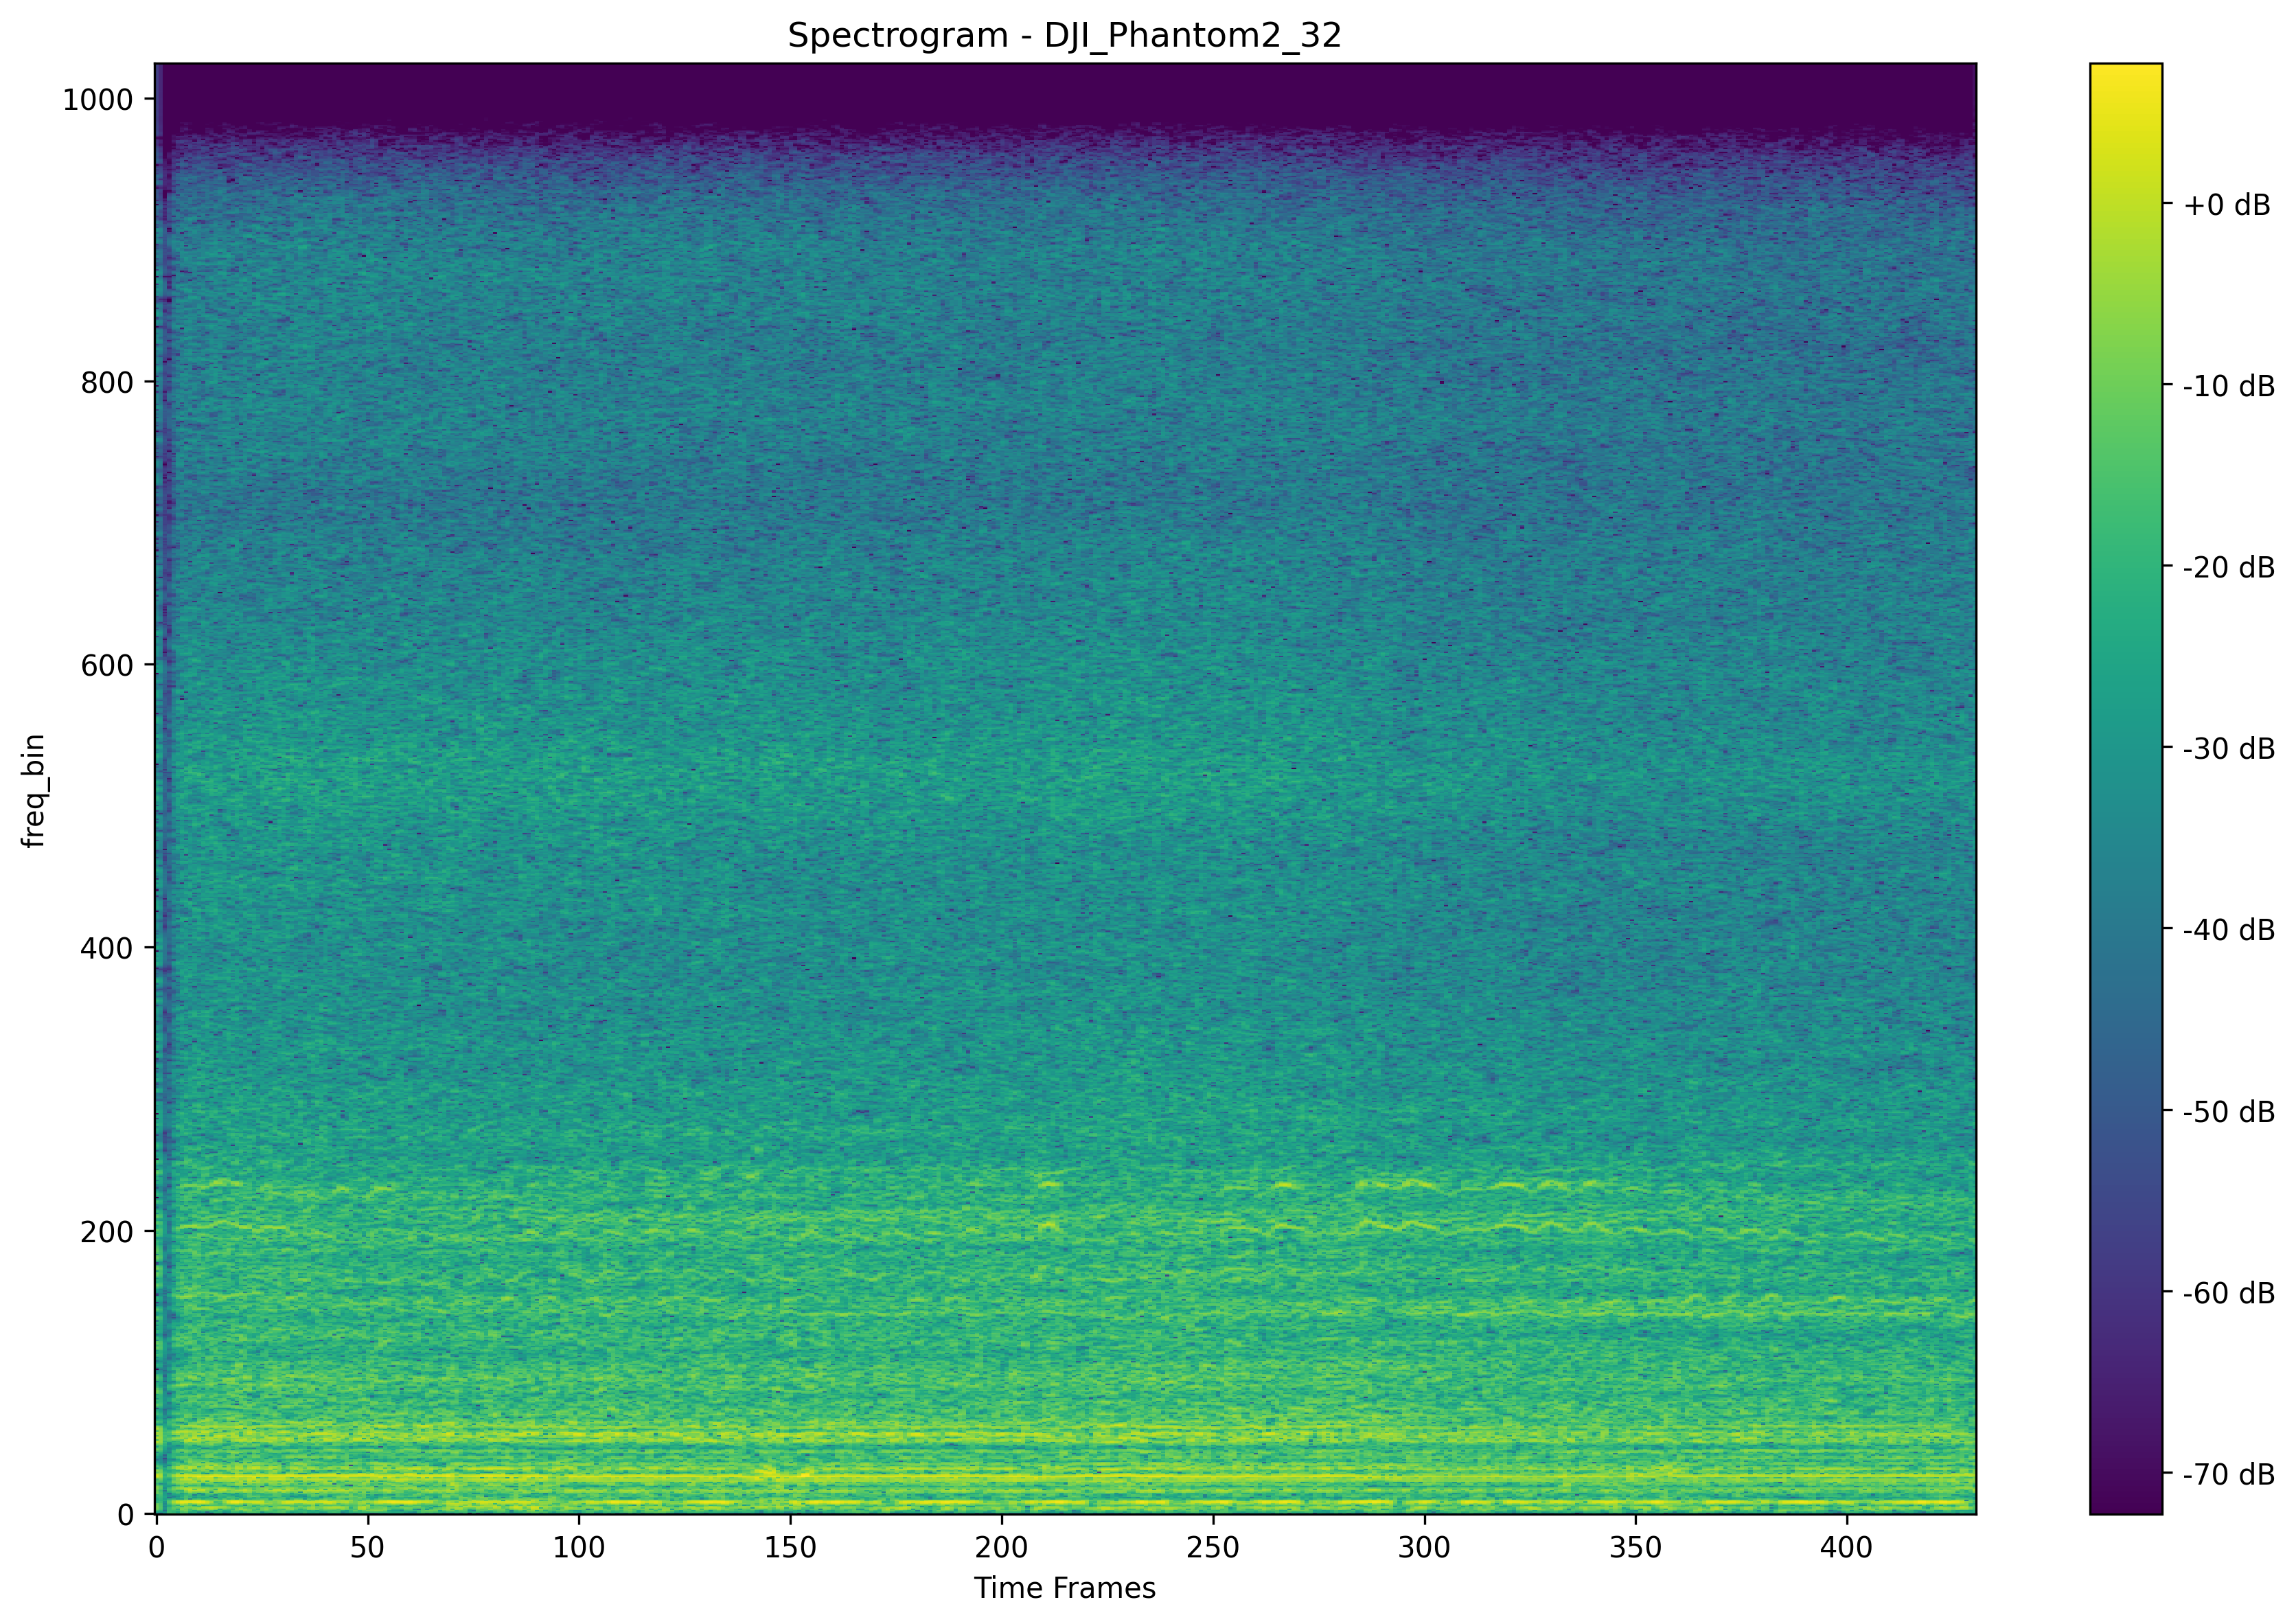 Spectrogram - DJI_Phantom2_32
freq_bin
1000
800
600
400
200
0
0 50 100 150 200 250 300 350 400
Time Frames
+0 dB
-10 dB
-20 dB
-30 dB
-40 dB
-50 dB
-60 dB
-70 dB